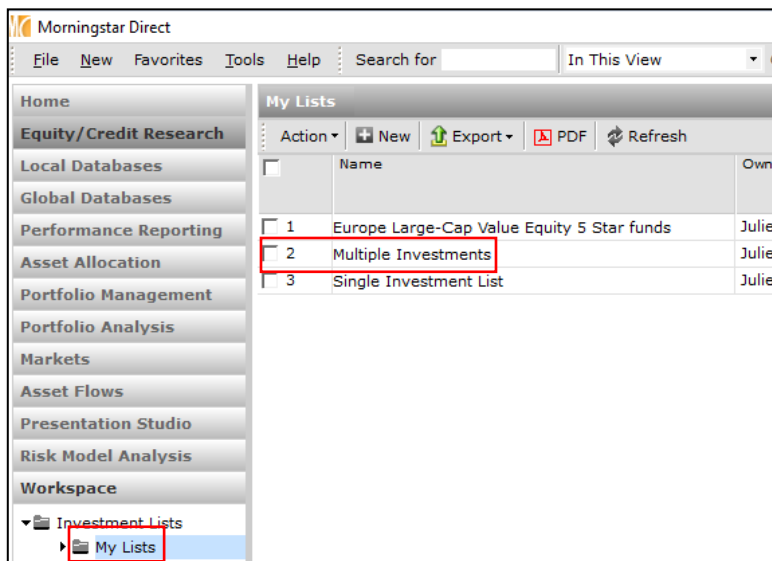 Morningstar Direct
File New Favorites Tools Help Search for In This View
Home
My Lists
Equity/Credit Research
Action New Export PDF Refresh
Local Databases
Name
Global Databases
Performance Reporting
1 Europe Large-Cap Value Equity 5 Star funds Julie
Asset Allocation
2 Multiple Investments Julie
Portfolio Management
3 Single Investment List Julie
Portfolio Analysis
Markets
Asset Flows
Presentation Studio
Risk Model Analysis
Workspace
Investment Lists
My Lists